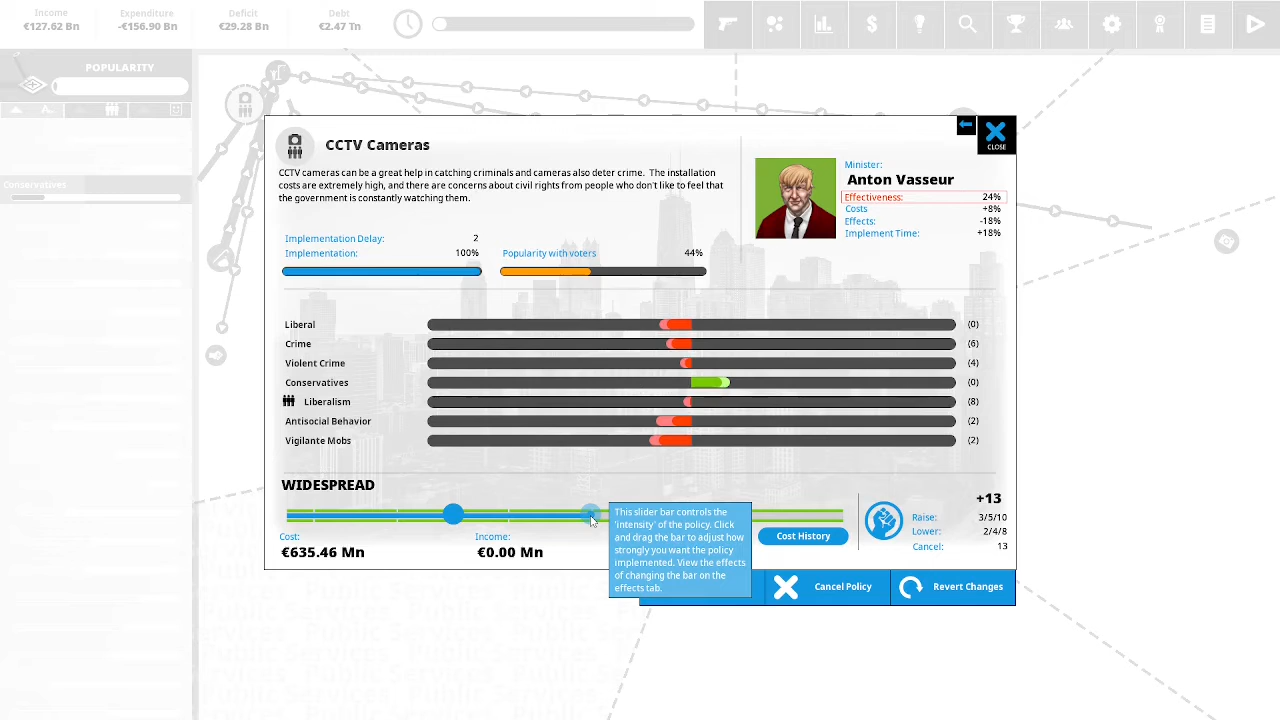 Income
Expenditure
Deficit
Debt
€127.62 Bn
-€156.90 Bn
€29.28 Bn
€2.47 Tn
POPULARITY
Conservatives
CCTV Cameras
CCTV cameras can be a great help in catching criminals and cameras also deter crime. The installation
costs are extremely high, and there are concerns about civil rights from people who don't like to feel that
the government is constantly watching them.
CLOSE
Minister:
Anton Vasseur
Effectiveness: 24%
Costs +8%
Effects: -18%
Implement Time: +18%
Implementation Delay: 2
Implementation: 100%
Popularity with voters 44%
Liberal (0)
Crime (6)
Violent Crime (4)
Conservatives (0)
Liberalism (8)
Antisocial Behavior (2)
Vigilante Mobs (2)
WIDESPREAD
Cost:
€635.46 Mn
Income:
€0.00 Mn
This slider bar controls the
'intensity' of the policy. Click
and drag the bar to adjust how
strongly you want the policy
implemented. View the effects
of changing the bar on the
effects tab.
Cost History
+13
Raise: 3/5/10
Lower: 2/4/8
Cancel: 13
Cancel Policy
Revert Changes
Public Services Public Services Public Se